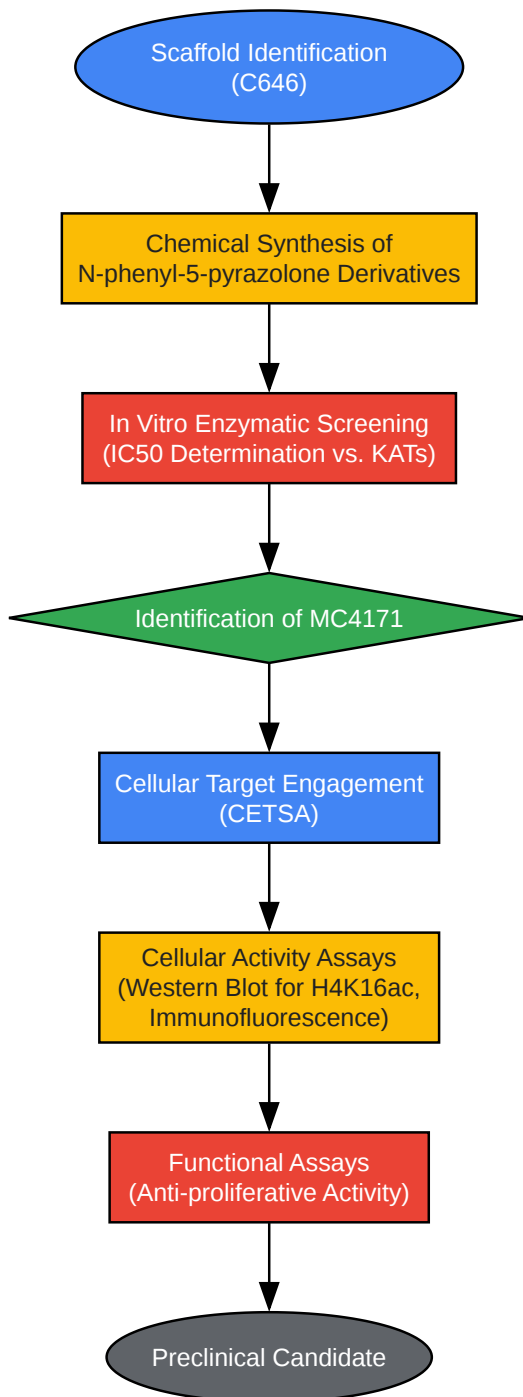 Scaffold Identification
(C646)
Chemical Synthesis of
N-phenyl-5-pyrazolone Derivatives
In Vitro Enzymatic Screening
(IC50 Determination vs. KATs)
Identification of MC4171
Cellular Target Engagement
(CETSA)
Cellular Activity Assays
(Western Blot for H4K16ac,
Immunofluorescence)
Functional Assays
(Anti-proliferative Activity)
Preclinical Candidate